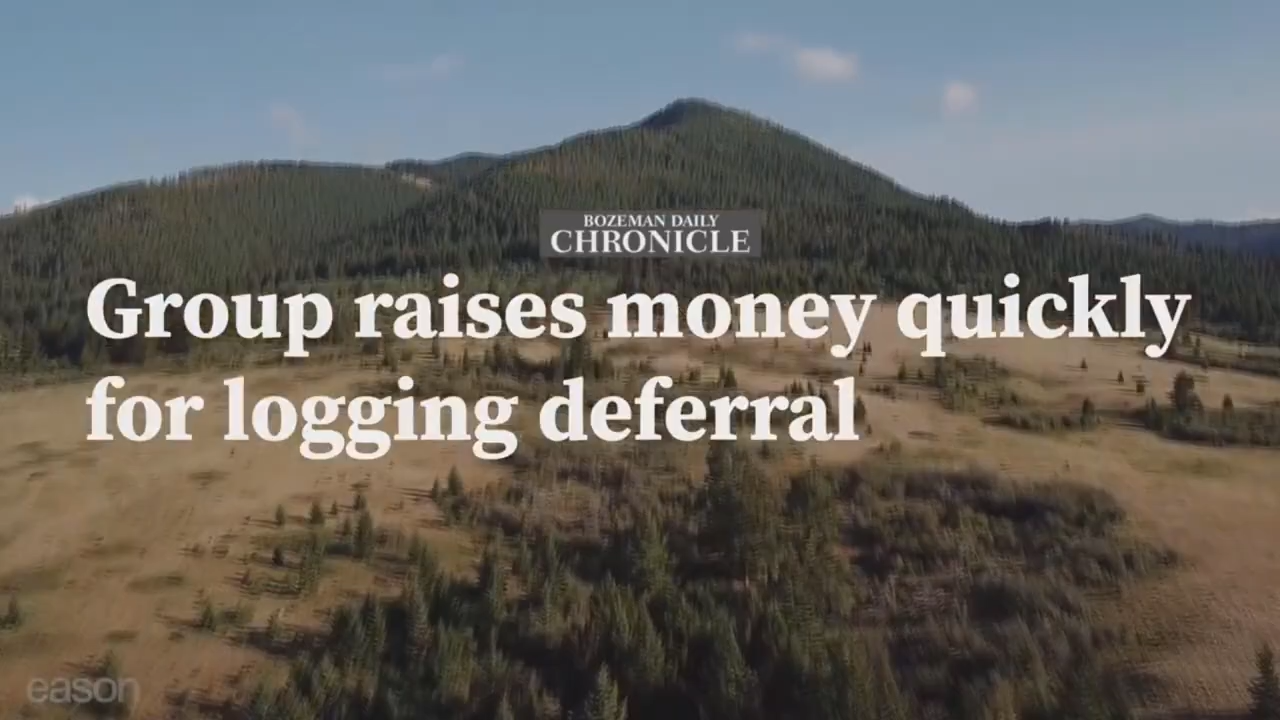 BOZEMAN DAILY
CHRONICLE
Group raises money quickly
for logging deferral
eason